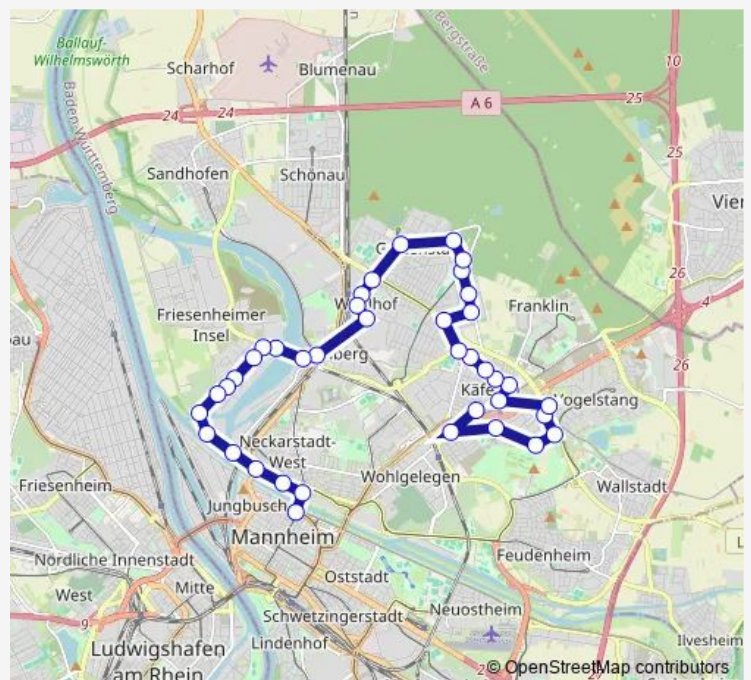 Ballauf-
Wilhelmswörth
Scharhof
Blumenau
Bergstraße
10
A 6
25
24
24
Baden-Württemberg
25
Sandhofen
Schönau
Vier
26
4
Friesenheimer
Insel
Franklin
26
Vogelstang
Neckarstadt-
West
Wohlgelegen
Friesenheim
Wallstadt
Jungbusch
Mannheim
Feudenheim
Nördliche Innenstadt
Oststadt
West
Mitte
9
Schwetzingerstadt
Neuostheim
Ludwigshafen
am Rhein
Lindenhof
Ilvesheim
© OpenStreetMap contributors